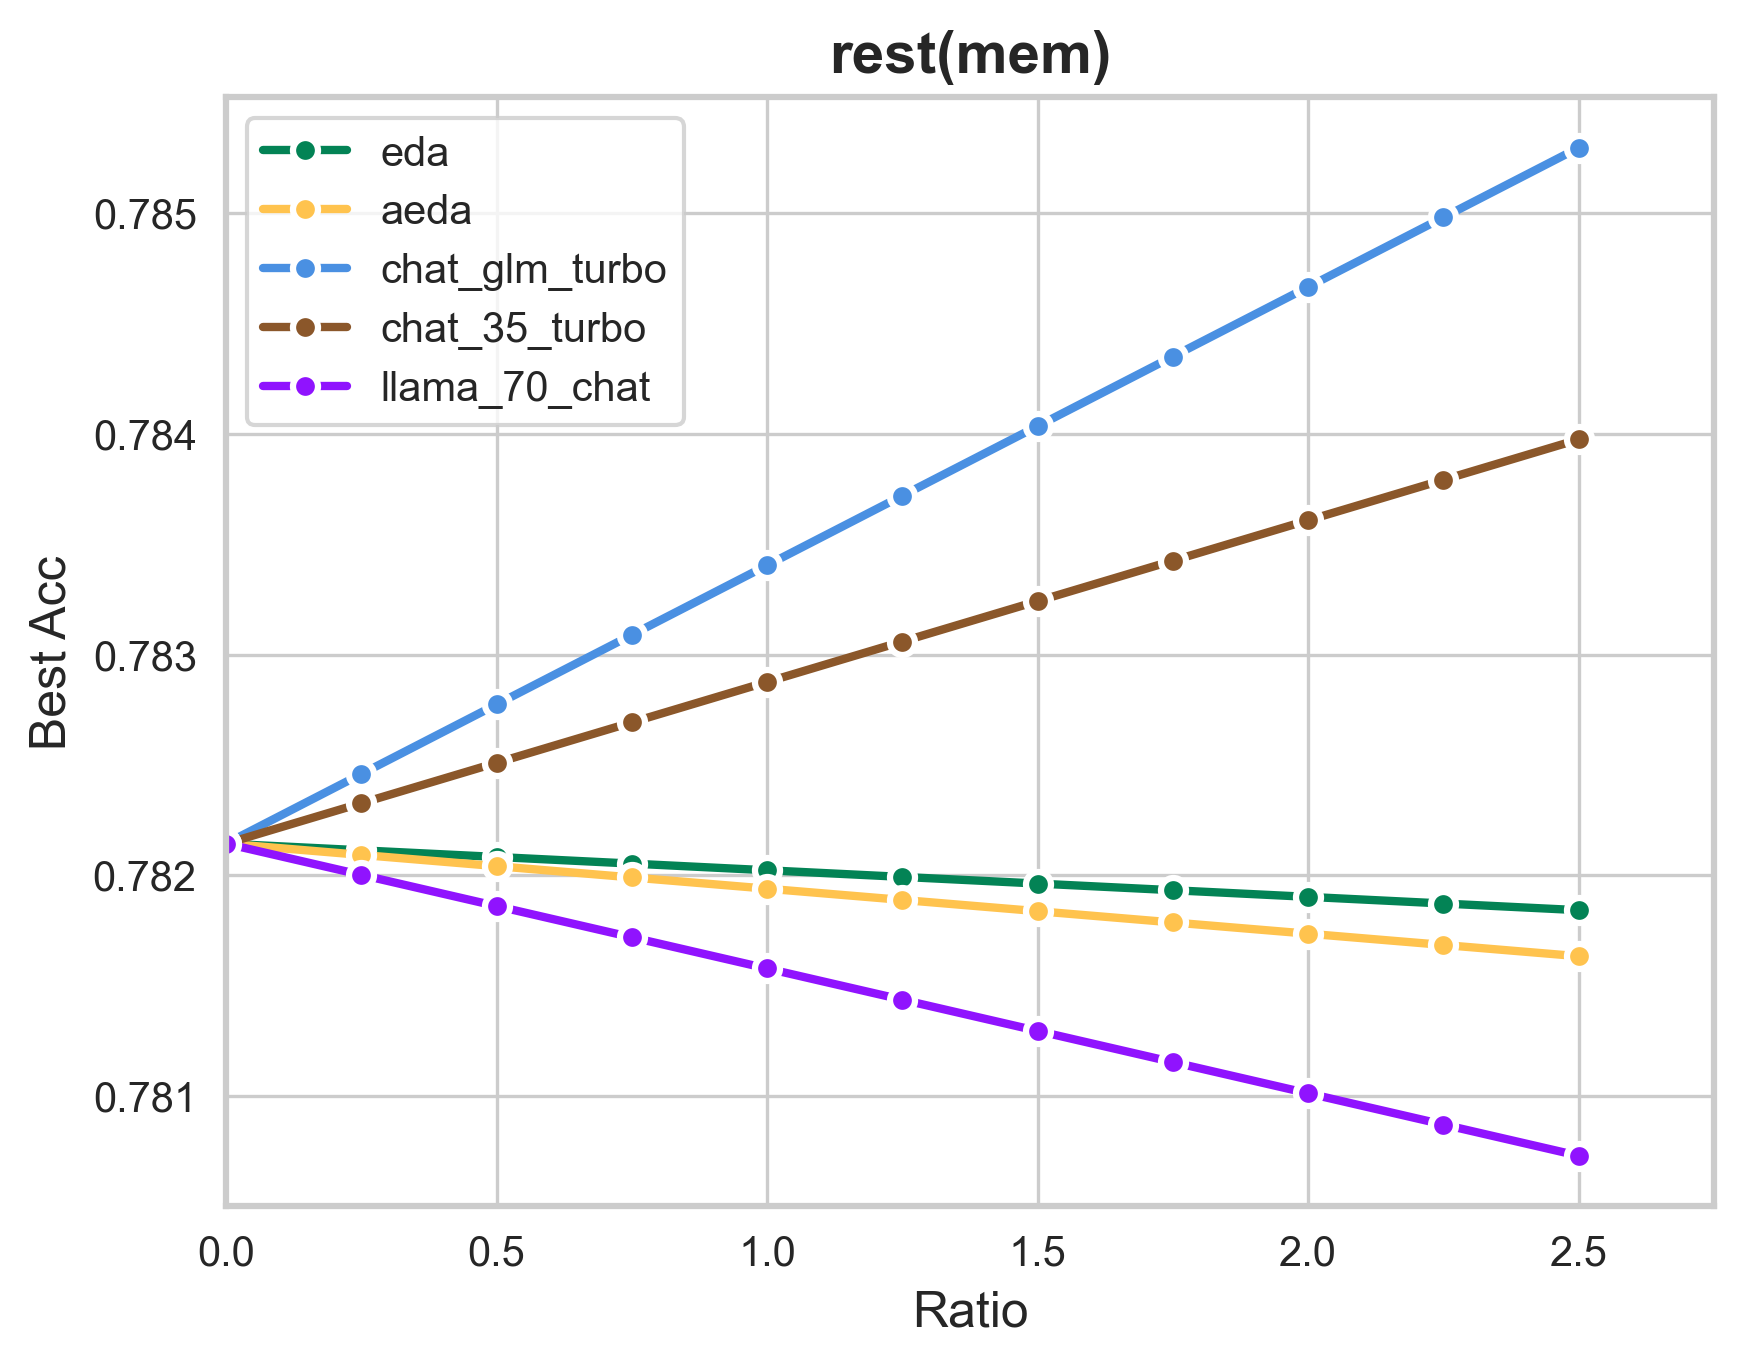 rest(mem)
eda
aeda
chat_glm_turbo
chat_35_turbo
llama_70_chat
0.785
0.784
0.783
0.782
0.781
Best Acc
0.0 0.5 1.0 1.5 2.0 2.5
Ratio